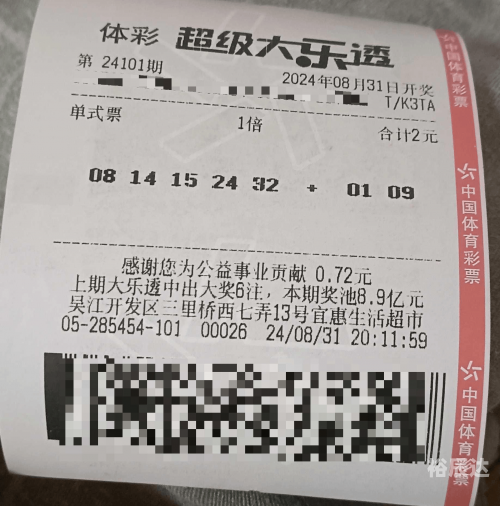 体彩 超级大乐透
第 24101期
2024年08月31日开奖
T/K3TA
单式票 1倍 合计2元
08 14 15 24 32 + 01 09
感谢您为公益事业贡献 0.72元
上期大乐透中出大奖6注，本期奖池8.9亿元
吴江开发区三里桥西七弄13号宜惠生活超市
05-285454-101 00026 24/08/31 20:11:59
中国体育彩票
中国体育彩票
中国体育彩票